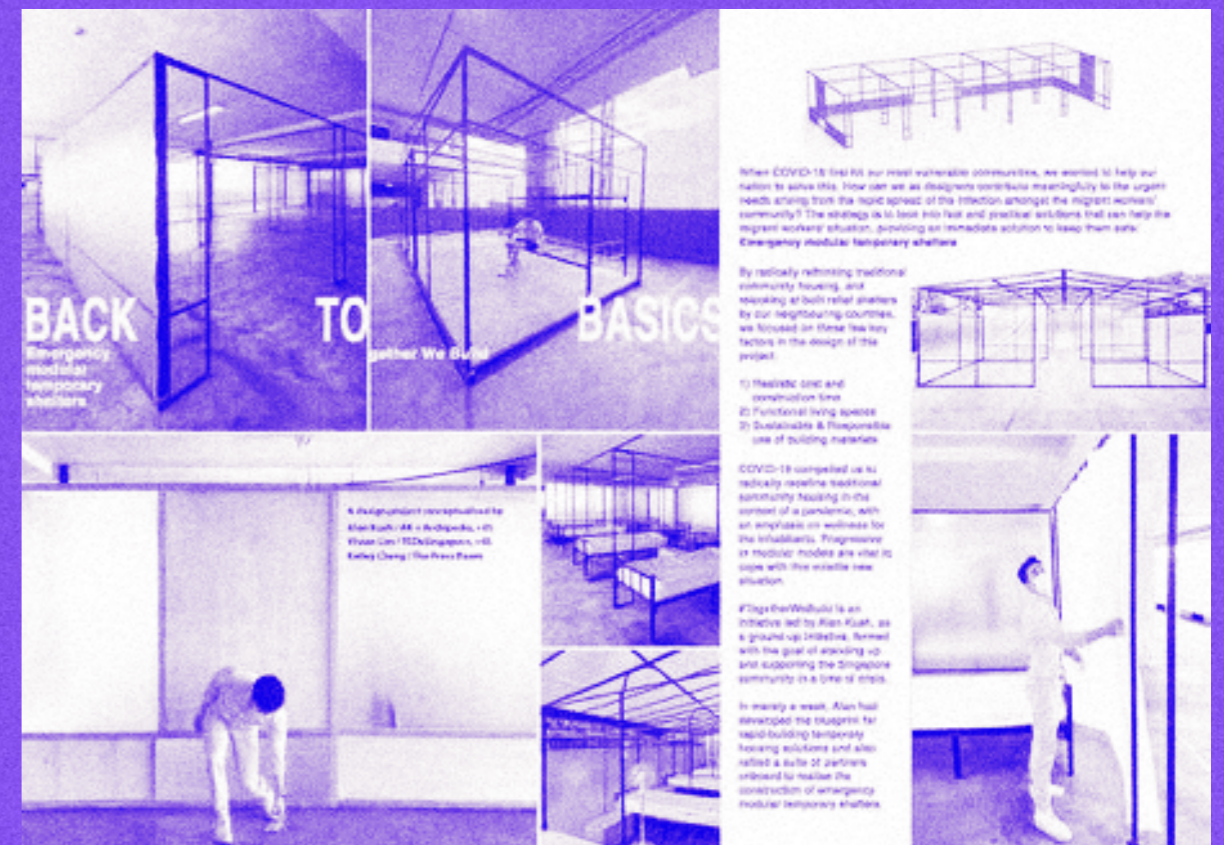 BACK TO BASICS
Emergency
modular
temporary
shelters
gether We Build
A design project conceptualised by
Alan Kuah /
Vivian Lim / TEDxSingapore,
Kelley Cheng / The Press Room
When COVID-19 first hit our most vulnerable communities, we wanted to help our
nation to solve this. How can we as designers contribute meaningfully to the urgent
needs arising from the rapid spread of the infection amongst the migrant workers'
community? The strategy is to look into fast and practical solutions that can help the
migrant workers' situation, providing an immediate solution to keep them safe:
Emergency modular temporary shelters
By radically rethinking traditional
community housing, and
relooking at built relief shelters
by our neighbouring countries,
we focused on these few key
factors in the design of this
project:
1) Realistic cost and
construction time
2) Functional living spaces
3) Sustainable & Responsible
use of building materials
COVID-19 compelled us to
radically redefine traditional
community housing in the
context of a pandemic, with
an emphasis on wellness for
the inhabitants. Progressive
or modular models are vital to
cope with this volatile new
situation.
#TogetherWeBuild is an
initiative led by Alan Kuah, as
a ground-up initiative, formed
with the goal of standing up
and supporting the Singapore
community in a time of crisis.
In merely a week, Alan had
developed the blueprint for
rapid-building temporary
housing solutions and also
rallied a suite of partners
onboard to realise the
construction of emergency
modular temporary shelters.